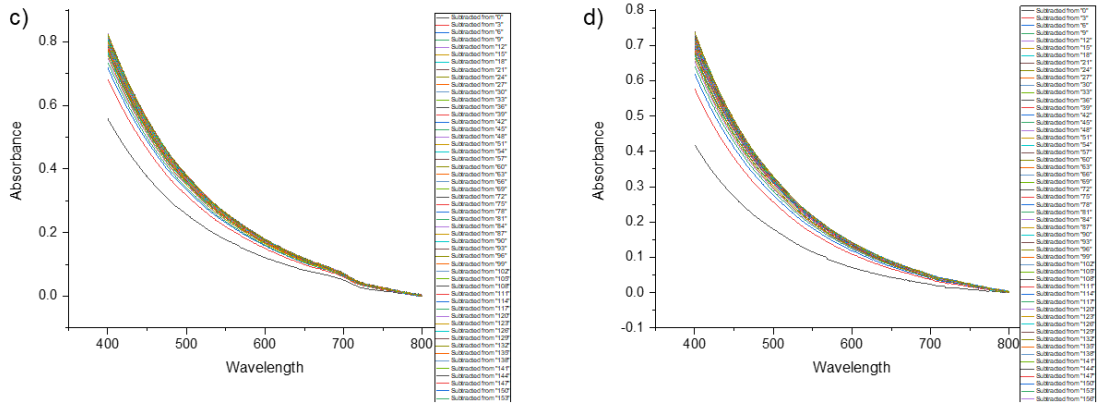 c)
Absorbance
0.8
0.6
0.4
0.2
0.0
400 500 600 700 800
Wavelength
Subtracted from "0"
Subtracted from "3"
Subtracted from "6"
Subtracted from "9"
Subtracted from "12"
Subtracted from "15"
Subtracted from "18"
Subtracted from "21"
Subtracted from "24"
Subtracted from "27"
Subtracted from "30"
Subtracted from "33"
Subtracted from "36"
Subtracted from "39"
Subtracted from "42"
Subtracted from "45"
Subtracted from "48"
Subtracted from "51"
Subtracted from "54"
Subtracted from "57"
Subtracted from "60"
Subtracted from "63"
Subtracted from "66"
Subtracted from "69"
Subtracted from "72"
Subtracted from "75"
Subtracted from "78"
Subtracted from "81"
Subtracted from "84"
Subtracted from "87"
Subtracted from "90"
Subtracted from "93"
Subtracted from "96"
Subtracted from "99"
Subtracted from "102"
Subtracted from "105"
Subtracted from "108"
Subtracted from "111"
Subtracted from "114"
Subtracted from "117"
Subtracted from "120"
Subtracted from "123"
Subtracted from "126"
Subtracted from "129"
Subtracted from "132"
Subtracted from "135"
Subtracted from "138"
Subtracted from "141"
Subtracted from "144"
Subtracted from "147"
Subtracted from "150"
Subtracted from "153"
d)
Absorbance
0.8
0.7
0.6
0.5
0.4
0.3
0.2
0.1
0.0
-0.1
400 500 600 700 800
Wavelength
Subtracted from "0"
Subtracted from "3"
Subtracted from "6"
Subtracted from "9"
Subtracted from "12"
Subtracted from "15"
Subtracted from "18"
Subtracted from "21"
Subtracted from "24"
Subtracted from "27"
Subtracted from "30"
Subtracted from "33"
Subtracted from "36"
Subtracted from "39"
Subtracted from "42"
Subtracted from "45"
Subtracted from "48"
Subtracted from "51"
Subtracted from "54"
Subtracted from "57"
Subtracted from "60"
Subtracted from "63"
Subtracted from "66"
Subtracted from "69"
Subtracted from "72"
Subtracted from "75"
Subtracted from "78"
Subtracted from "81"
Subtracted from "84"
Subtracted from "87"
Subtracted from "90"
Subtracted from "93"
Subtracted from "96"
Subtracted from "99"
Subtracted from "102"
Subtracted from "105"
Subtracted from "108"
Subtracted from "111"
Subtracted from "114"
Subtracted from "117"
Subtracted from "120"
Subtracted from "123"
Subtracted from "126"
Subtracted from "129"
Subtracted from "132"
Subtracted from "135"
Subtracted from "138"
Subtracted from "141"
Subtracted from "144"
Subtracted from "147"
Subtracted from "150"
Subtracted from "153"
Subtracted from "156"